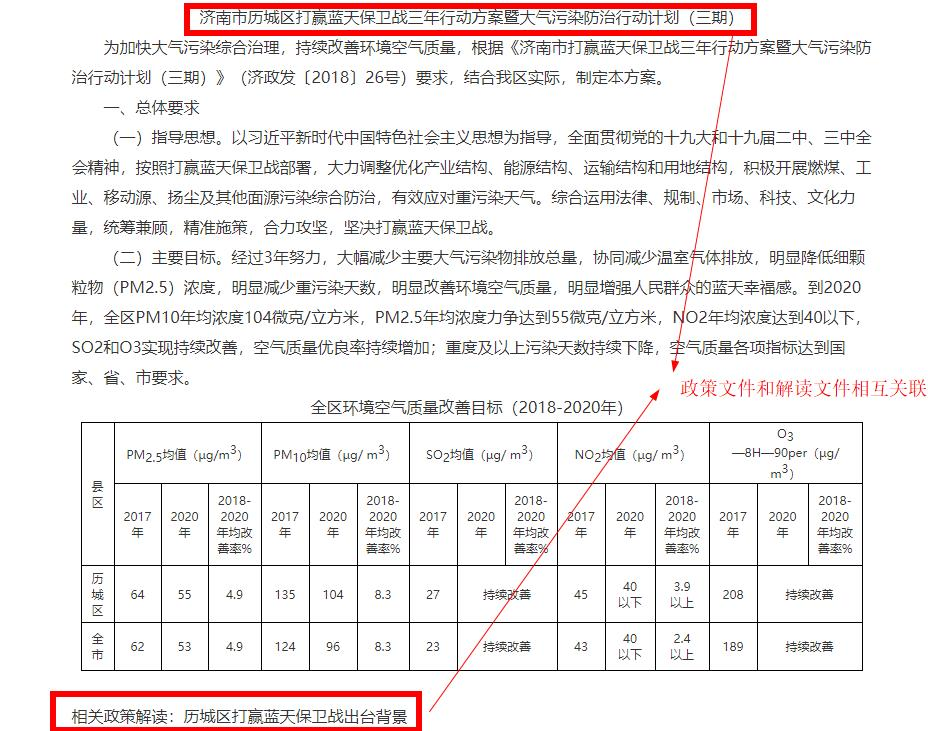 济南市历城区打赢蓝天保卫战三年行动方案暨大气污染防治行动计划（三期）
为加快大气污染综合治理，持续改善环境空气质量，根据《济南市打赢蓝天保卫战三年行动方案暨大气污染防
治行动计划（三期）》（济政发〔2018〕26号）要求，结合我区实际，制定本方案。
一、总体要求
（一）指导思想。以习近平新时代中国特色社会主义思想为指导，全面贯彻党的十九大和十九届二中、三中全
会精神，按照打赢蓝天保卫战部署，大力调整优化产业结构、能源结构、运输结构和用地结构，积极开展燃煤、工
业、移动源、扬尘及其他面源污染综合防治，有效应对重污染天气。综合运用法律、规制、市场、科技、文化力
量，统筹兼顾，精准施策，合力攻坚，坚决打赢蓝天保卫战。
（二）主要目标。经过3年努力，大幅减少主要大气污染物排放总量，协同减少温室气体排放，明显降低细颗
粒物（PM2.5）浓度，明显减少重污染天数，明显改善环境空气质量，明显增强人民群众的蓝天幸福感。到2020
年，全区PM10年均浓度104微克/立方米，PM2.5年均浓度力争达到55微克/立方米，NO2年均浓度达到40以下，
SO2和O3实现持续改善，空气质量优良率持续增加；重度及以上污染天数持续下降，空气质量各项指标达到国
家、省、市要求。
政策文件和解读文件相互关联
全区环境空气质量改善目标（2018-2020年）
县区 PM2.5均值（μg/m3） PM10均值（μg/ m3） SO2均值（μg/ m3） NO2均值（μg/ m3） O3—8H—90per（μg/m3）
2017年 2020年 2018-2020年均改善率% 2017年 2020年 2018-2020年均改善率% 2017年 2020年 2018-2020年均改善率% 2017年 2020年 2018-2020年均改善率% 2017年 2020年 2018-2020年均改善率%
历城区 64 55 4.9 135 104 8.3 27 持续改善 45 40以下 3.9以上 208 持续改善
全市 62 53 4.9 124 96 8.3 23 持续改善 43 40以下 2.4以上 189 持续改善
相关政策解读：历城区打赢蓝天保卫战出台背景